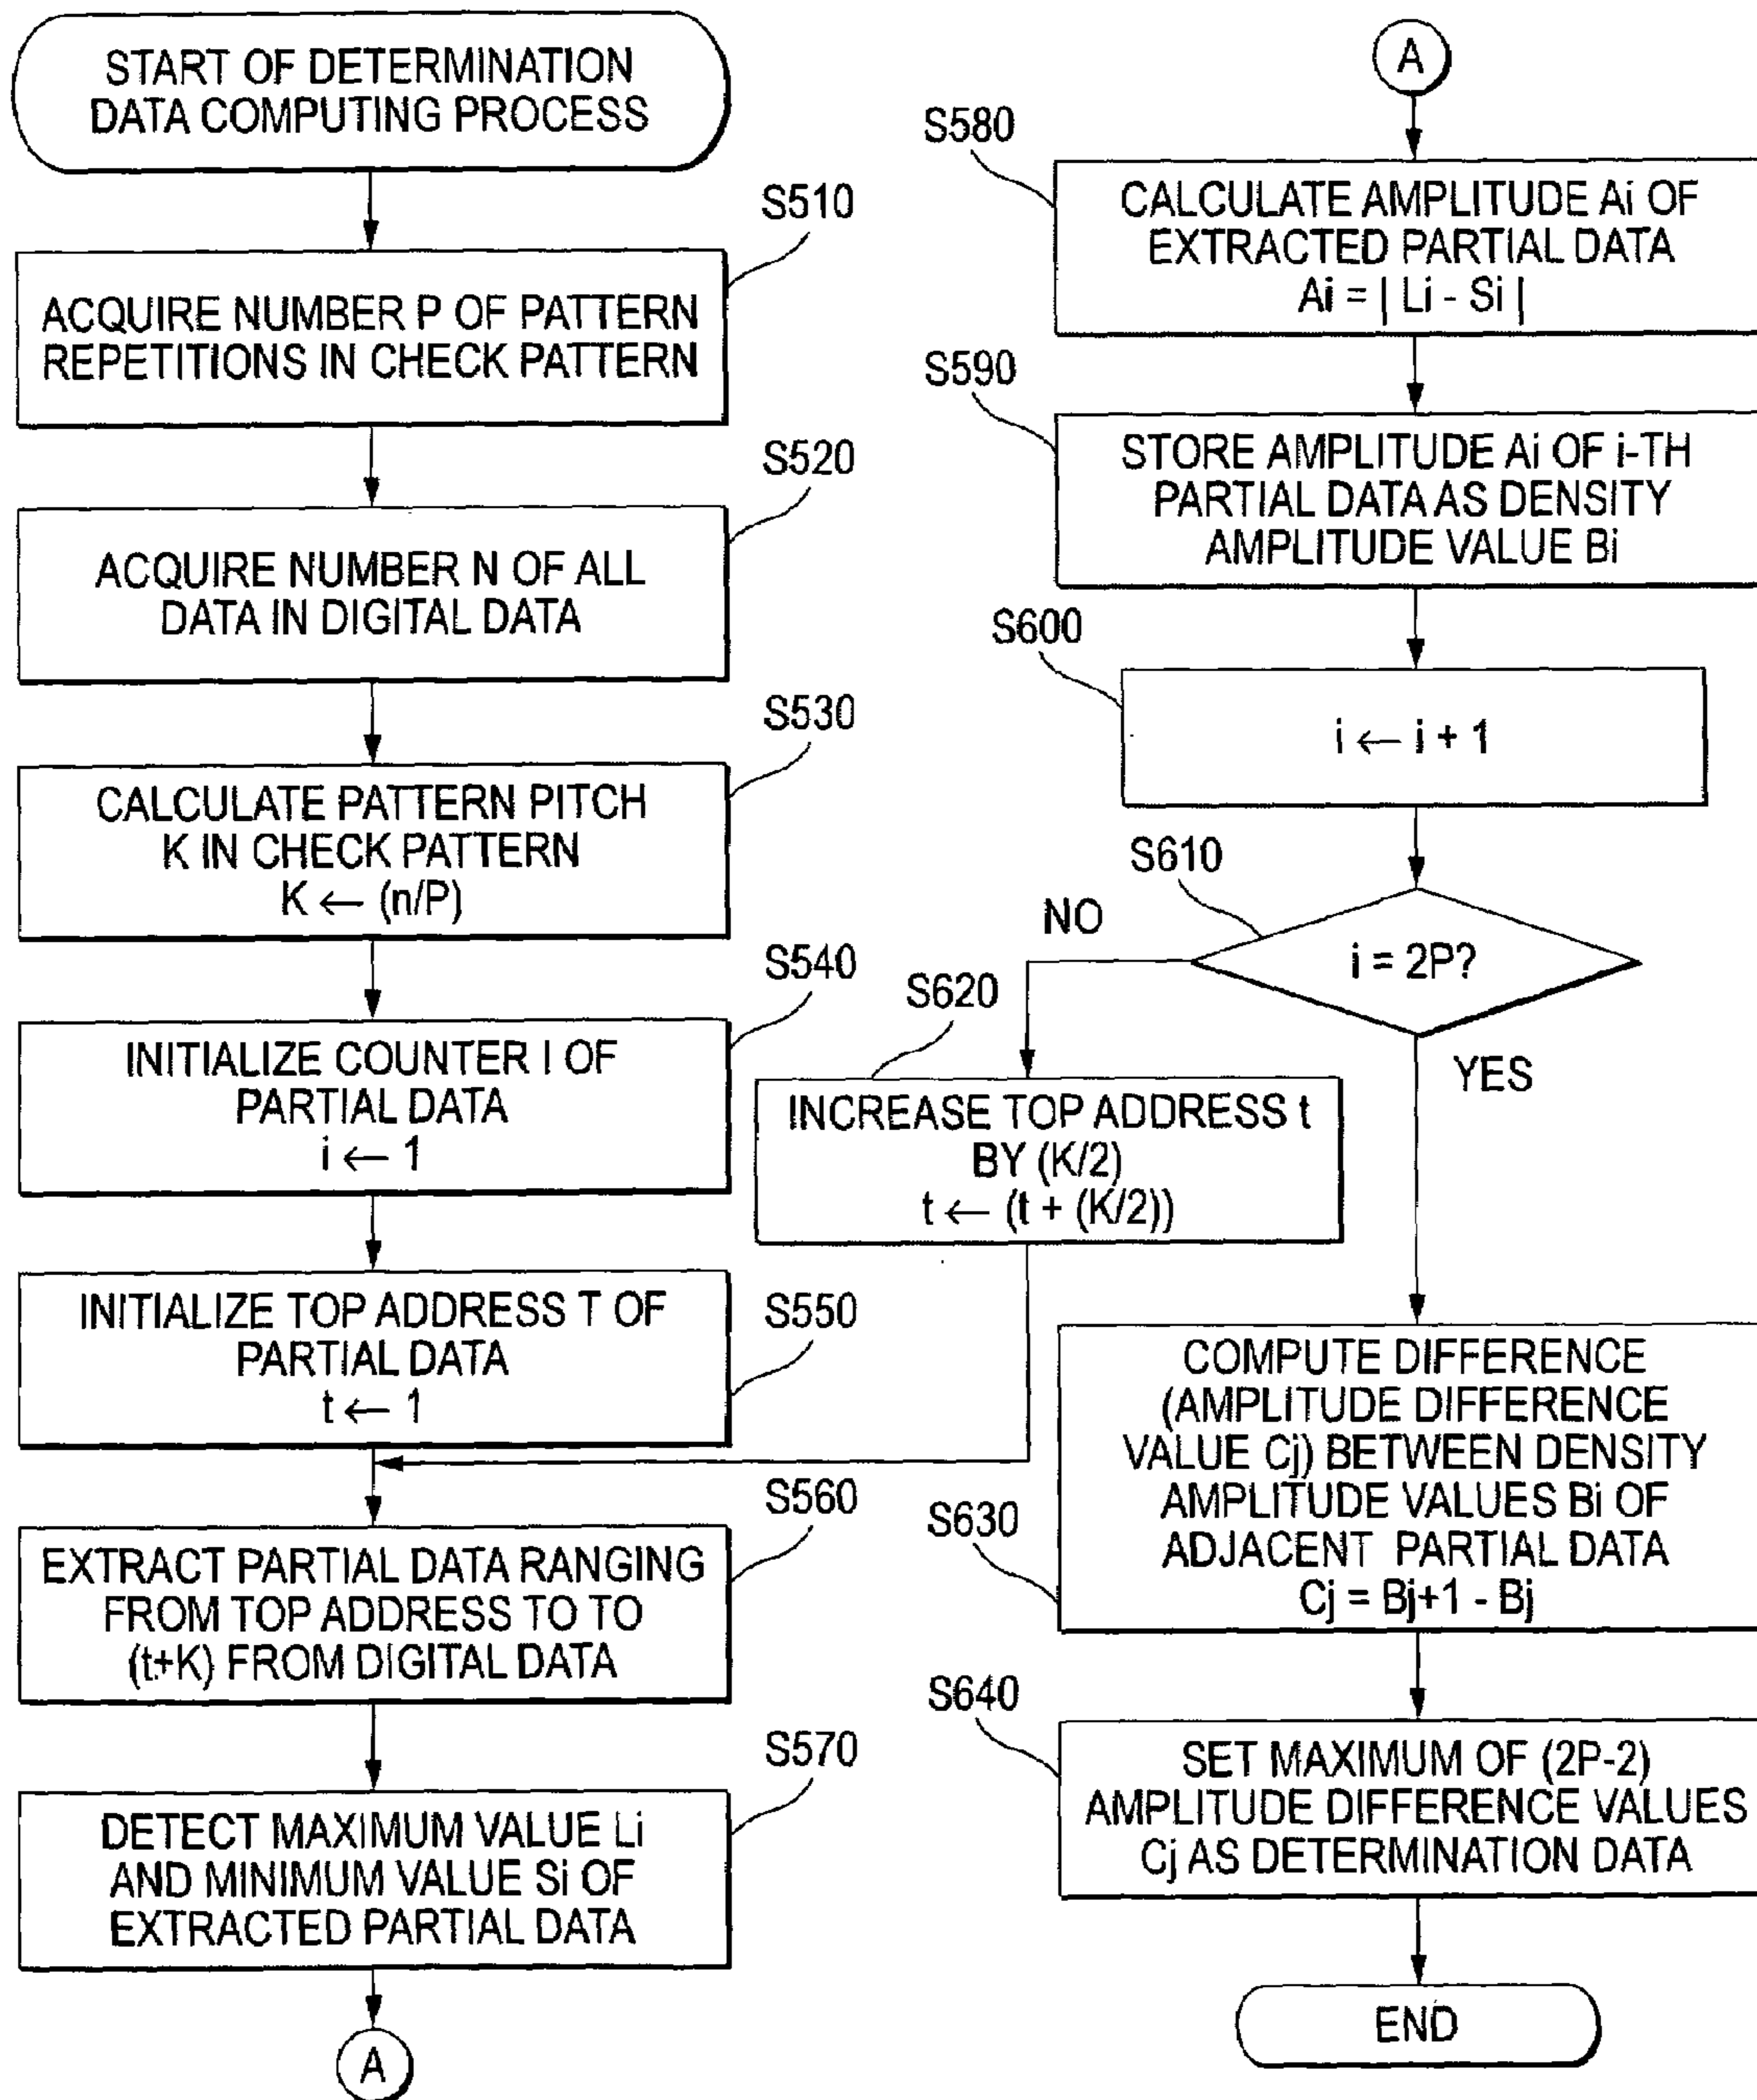 START OF DETERMINATION
DATA COMPUTING PROCESS
S510
ACQUIRE NUMBER P OF PATTERN
REPETITIONS IN CHECK PATTERN
S520
ACQUIRE NUMBER N OF ALL
DATA IN DIGITAL DATA
S530
CALCULATE PATTERN PITCH
K IN CHECK PATTERN
K ← (n/P)
S540
INITIALIZE COUNTER I OF
PARTIAL DATA
i ← 1
S550
INITIALIZE TOP ADDRESS T OF
PARTIAL DATA
t ← 1
S560
EXTRACT PARTIAL DATA RANGING
FROM TOP ADDRESS TO TO
(t+K) FROM DIGITAL DATA
S570
DETECT MAXIMUM VALUE Li
AND MINIMUM VALUE Si OF
EXTRACTED PARTIAL DATA
A
A
S580
CALCULATE AMPLITUDE Ai OF
EXTRACTED PARTIAL DATA
Ai = | Li - Si |
S590
STORE AMPLITUDE Ai OF i-TH
PARTIAL DATA AS DENSITY
AMPLITUDE VALUE Bi
S600
i ← i + 1
S610
i = 2P?
NO
YES
S620
INCREASE TOP ADDRESS t
BY (K/2)
t ← (t + (K/2))
S630
COMPUTE DIFFERENCE
(AMPLITUDE DIFFERENCE
VALUE Cj) BETWEEN DENSITY
AMPLITUDE VALUES Bi OF
ADJACENT PARTIAL DATA
Cj = Bj+1 - Bj
S640
SET MAXIMUM OF (2P-2)
AMPLITUDE DIFFERENCE VALUES
Cj AS DETERMINATION DATA
END